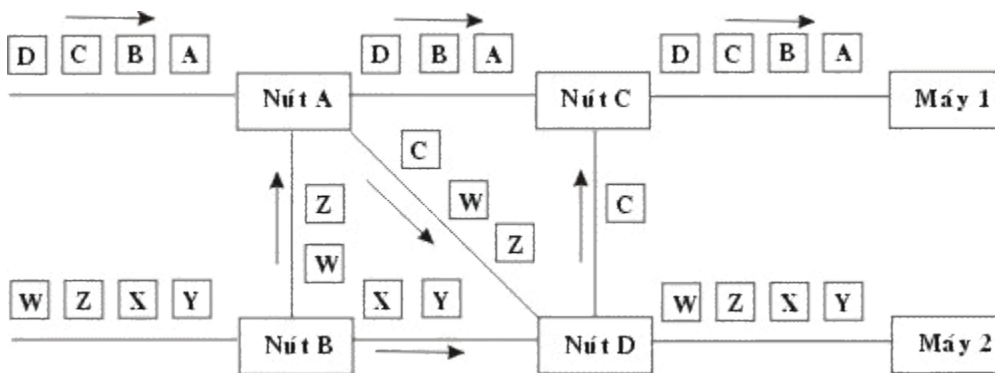 D C B A D B A D C B A
Nút A Nút C Máy 1
C
Z W C
W Z
W Z X Y X Y W Z X Y
Nút B Nút D Máy 2